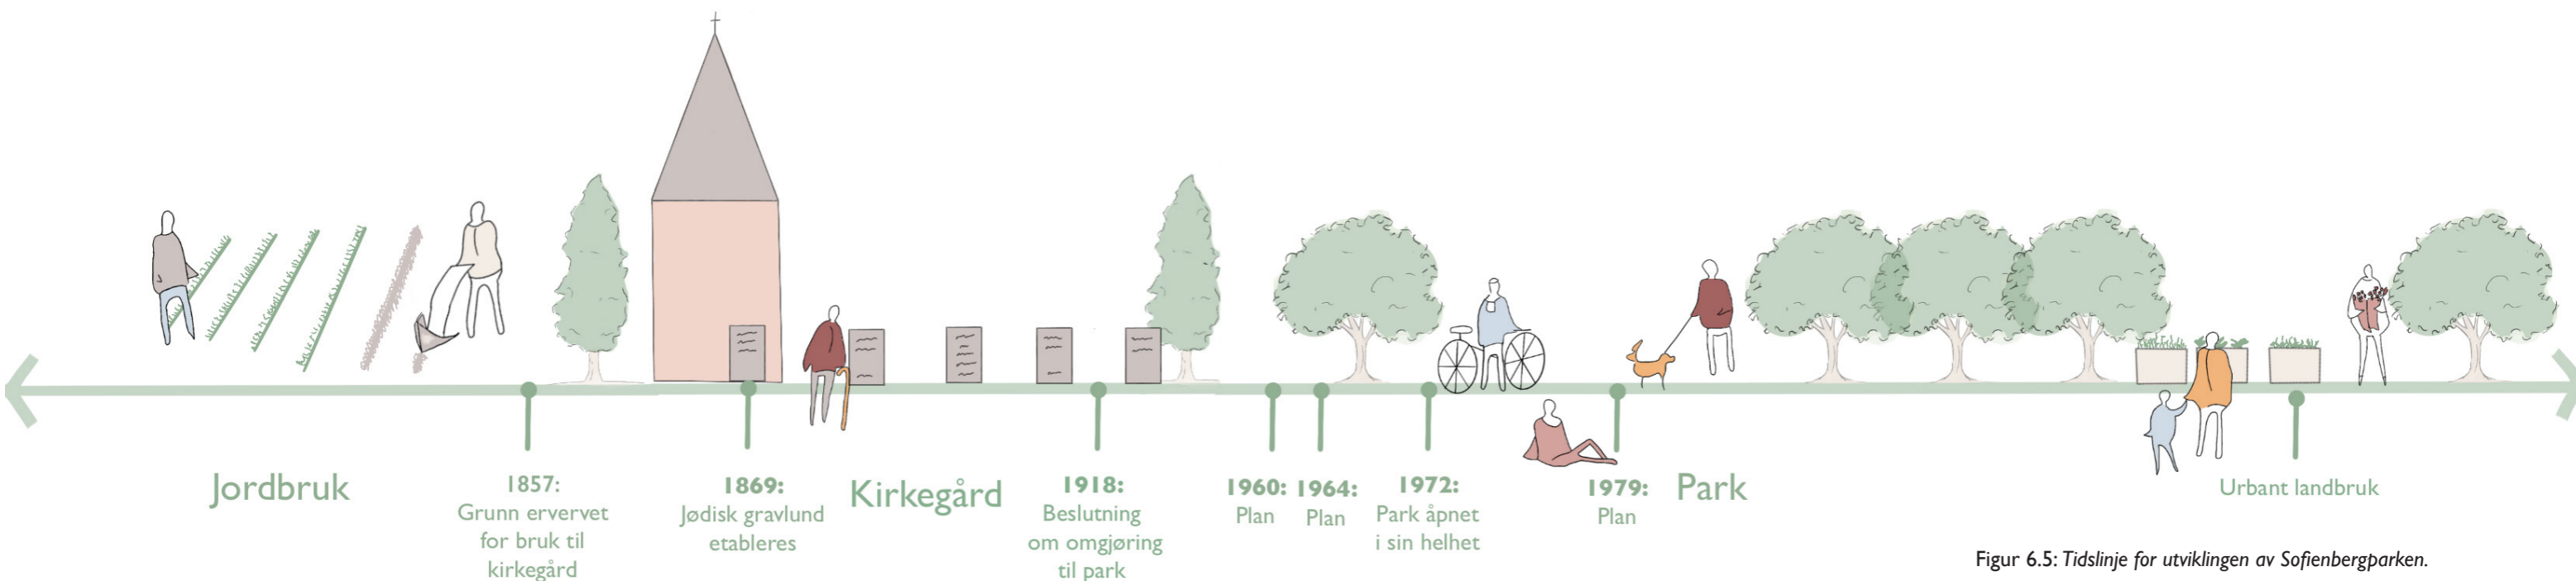 Jordbruk
1857:
Grunn ervervet
for bruk til
kirkegård
1869:
Jødisk gravlund
etableres
Kirkegård
1918:
Beslutning
om omgjøring
til park
1960:
Plan
1964:
Plan
1972:
Park åpnet
i sin helhet
1979:
Plan
Park
Urbant landbruk
Figur 6.5: Tidslinje for utviklingen av Sofienbergparken.